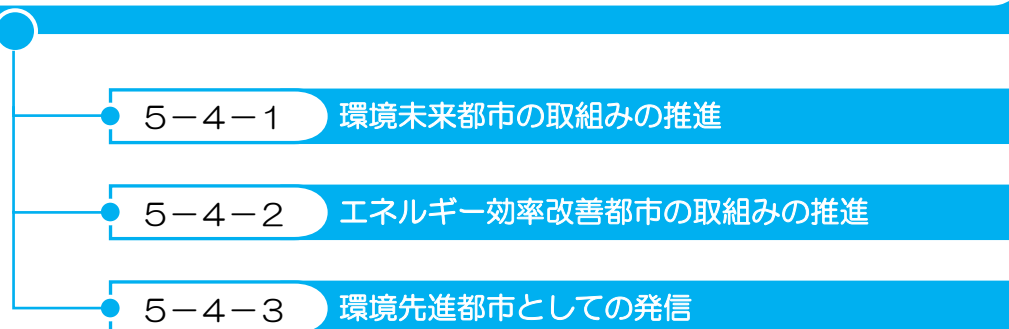 ５－４－１ 環境未来都市の取組みの推進
５－４－２ エネルギー効率改善都市の取組みの推進
５－４－３ 環境先進都市としての発信